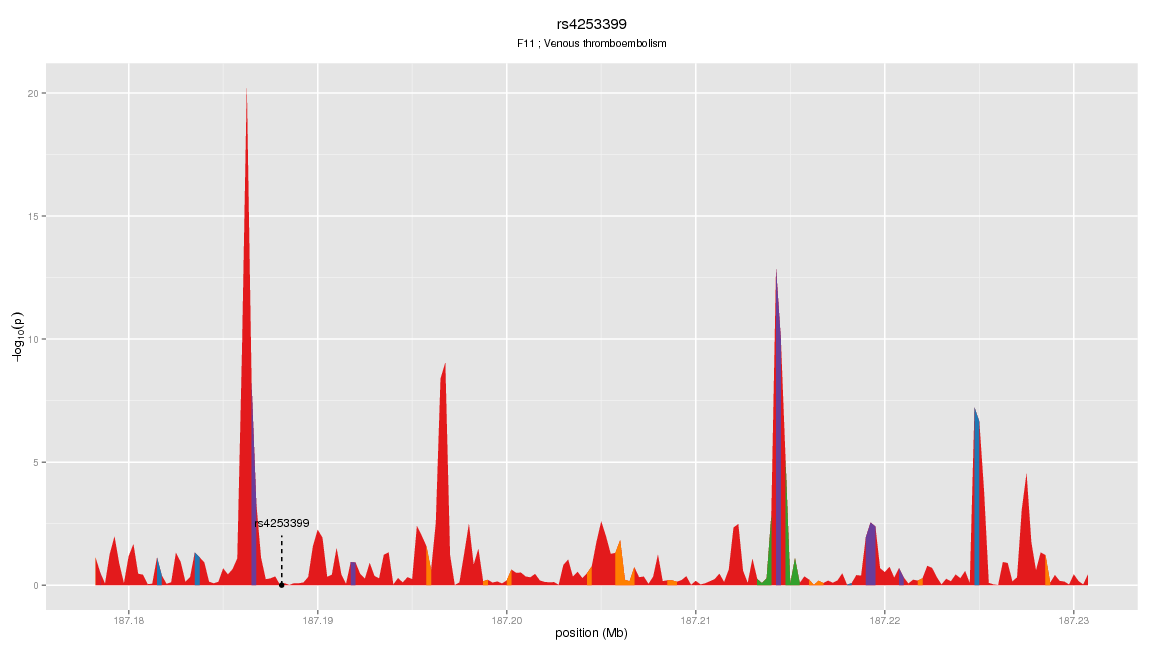 rs4253399
F11 ; Venous thromboembolism
−log10(p)
20
15
10
5
0
rs4253399
187.18 187.19 187.20 187.21 187.22 187.23
position (Mb)